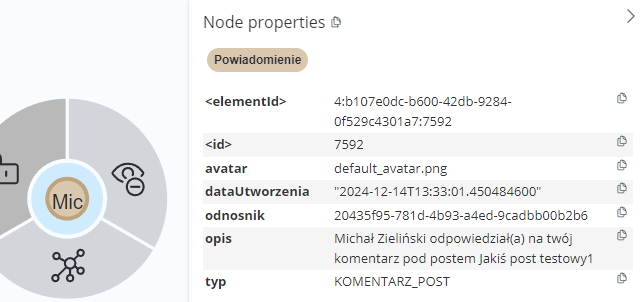 Node properties
Powiadomienie
<elementId> 4:b107e0dc-b600-42db-9284-
0f529c4301a7:7592
<id> 7592
avatar default_avatar.png
dataUtworzenia "2024-12-14T13:33:01.450484600"
odnosnik 20435f95-781d-4b93-a4ed-9cadbb00b2b6
opis Michał Zieliński odpowiedział(a) na twój
komentarz pod postem Jakiś post testowy1
typ KOMENTARZ_POST
Mic